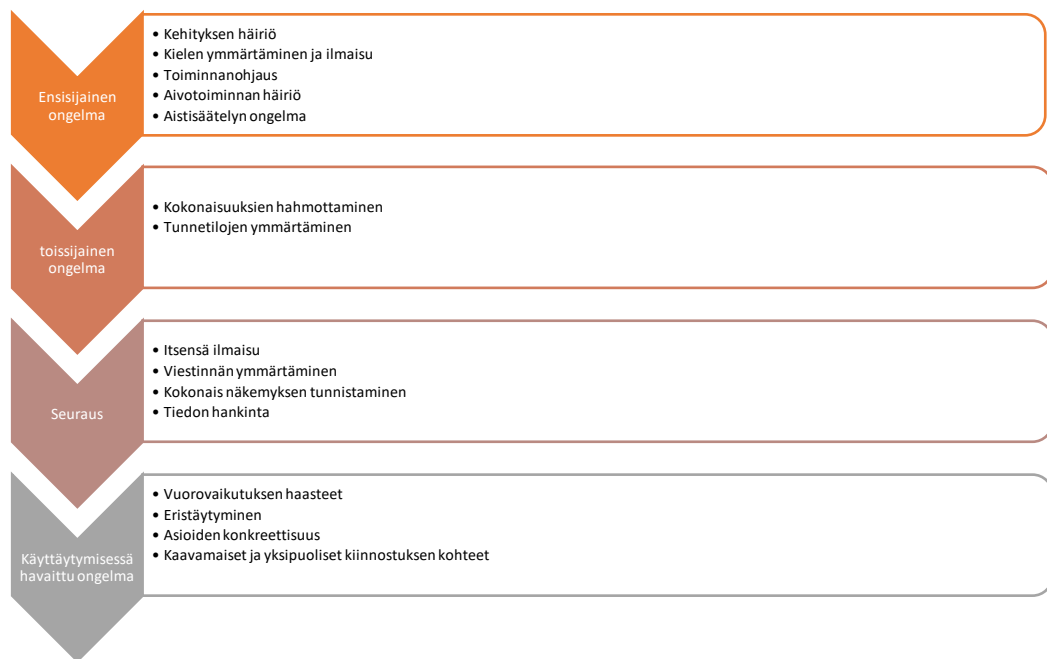 Ensisijainen
ongelma
• Kehityksen häiriö
• Kielen ymmärtäminen ja ilmaisu
• Toiminnanohjaus
• Aivotoiminnan häiriö
• Aistisäätelyn ongelma
toissijainen
ongelma
• Kokonaisuuksien hahmottaminen
• Tunnetilojen ymmärtäminen
Seuraus
• Itsensä ilmaisu
• Viestinnän ymmärtäminen
• Kokonais näkemyksen tunnistaminen
• Tiedon hankinta
Käyttäytymisessä
havaittu ongelma
• Vuorovaikutuksen haasteet
• Eristäytyminen
• Asioiden konkreettisuus
• Kaavamaiset ja yksipuoliset kiinnostuksen kohteet